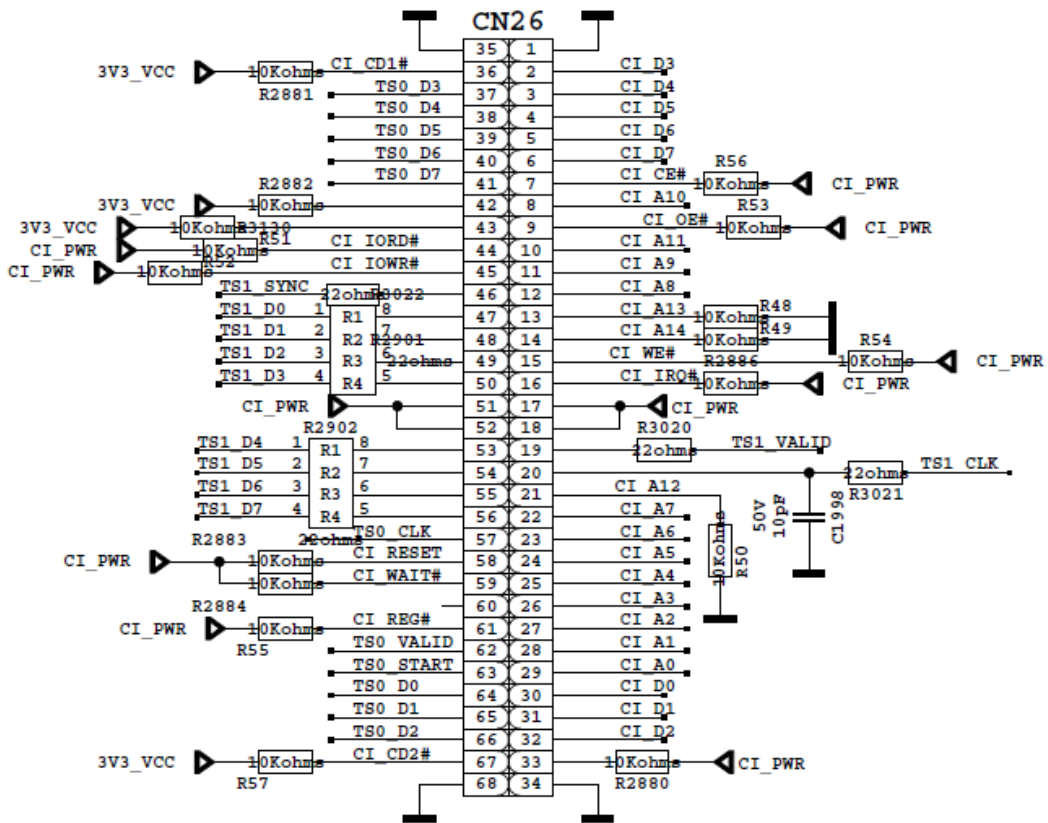 CN26
35 1
3V3_VCC 10Kohms CI_CD1# 36 2 CI_D3
R2881 TS0_D3 37 3 CI_D4
TS0_D4 38 4 CI_D5
TS0_D5 39 5 CI_D6
TS0_D6 40 6 CI_D7 R56
R2882 TS0_D7 41 7 CI_CE# 10Kohms CI_PWR
3V3_VCC 10Kohms 42 8 CI_A10 R53
3V3_VCC 10Kohms R3130 43 9 CI_OE# 10Kohms CI_PWR
CI_PWR 10Kohms R51 CI_IORD# 44 10 CI_A11
CI_PWR 10Kohms R52 CI_IOWR# 45 11 CI_A9
TS1_SYNC 22ohms R3022 46 12 CI_A8
TS1_D0 1 R1 8 47 13 CI_A13 10Kohms R48
TS1_D1 2 R2 7 R2901 48 14 CI_A14 10Kohms R49 R54
TS1_D2 3 R3 6 22ohms 49 15 CI_WE# 10Kohms CI_PWR
TS1_D3 4 R4 5 50 16 CI_IRQ# R2886 10Kohms CI_PWR
CI_PWR 51 17 CI_PWR
R2902 52 18 R3020
TS1_D4 1 R1 8 53 19 22ohms TS1_VALID
TS1_D5 2 R2 7 54 20 22ohms TS1_CLK
TS1_D6 3 R3 6 55 21 CI_A12 R3021
TS1_D7 4 R4 5 56 22 CI_A7 50V 10pF C1998
R2883 22ohms TS0_CLK 57 23 CI_A6
CI_PWR 10Kohms CI_RESET 58 24 CI_A5 10Kohms R50
10Kohms CI_WAIT# 59 25 CI_A4
R2884 60 26 CI_A3
CI_PWR 10Kohms CI_REG# 61 27 CI_A2
R55 TS0_VALID 62 28 CI_A1
TS0_START 63 29 CI_A0
TS0_D0 64 30 CI_D0
TS0_D1 65 31 CI_D1
TS0_D2 66 32 CI_D2
3V3_VCC 10Kohms CI_CD2# 67 33 10Kohms CI_PWR
R57 68 34 R2880